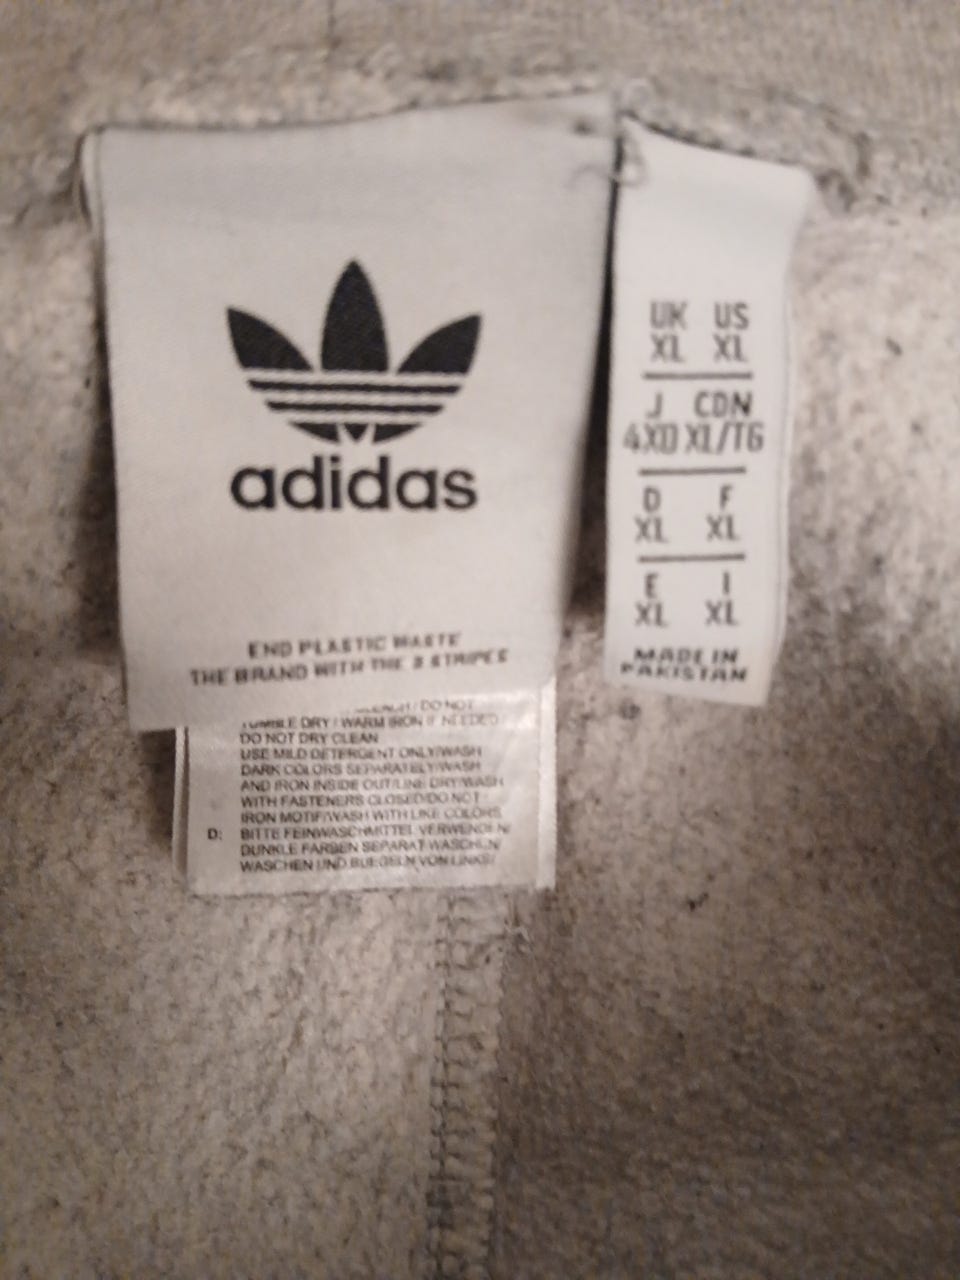 adidas
END PLASTIC WASTE
THE BRAND WITH THE 3 STRIPES
UK US
XL XL
J CDN
4XO XL/TG
D F
XL XL
E I
XL XL
MADE IN
PAKISTAN
BLEACH / DO NOT
TUMBLE DRY / WARM IRON IF NEEDED /
DO NOT DRY CLEAN
USE MILD DETERGENT ONLY/WASH
DARK COLORS SEPARATELY/WASH
AND IRON INSIDE OUT/LINE DRY/WASH
WITH FASTENERS CLOSED/DO NOT
IRON MOTIF/WASH WITH LIKE COLORS
D: BITTE FEINWASCHMITTEL VERWENDEN/
DUNKLE FARBEN SEPARAT WASCHEN/
WASCHEN UND BUEGELN VON LINKS/